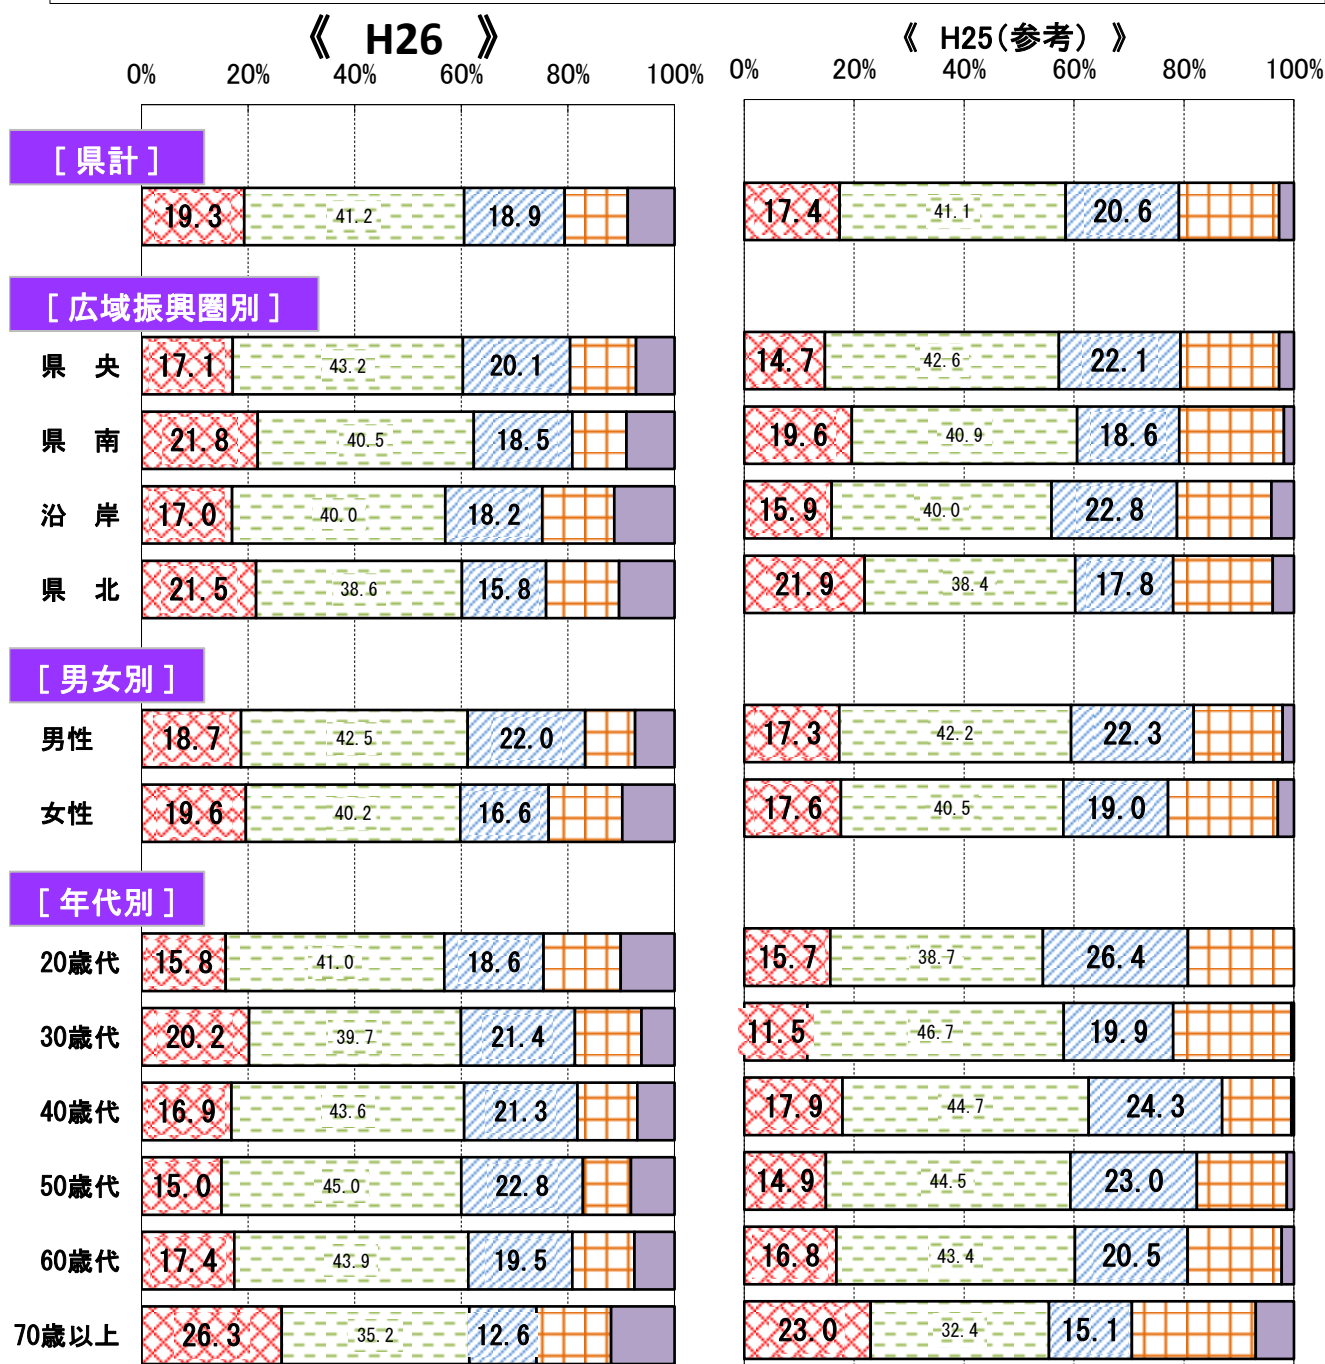 《 H26 》 《 H25(参考) 》
0% 20% 40% 60% 80% 100% 0% 20% 40% 60% 80% 100%
[ 県計 ]
19.3 41.2 18.9 17.4 41.1 20.6
[ 広域振興圏別 ]
県 央 17.1 43.2 20.1 14.7 42.6 22.1
県 南 21.8 40.5 18.5 19.6 40.9 18.6
沿 岸 17.0 40.0 18.2 15.9 40.0 22.8
県 北 21.5 38.6 15.8 21.9 38.4 17.8
[ 男女別 ]
男性 18.7 42.5 22.0 17.3 42.2 22.3
女性 19.6 40.2 16.6 17.6 40.5 19.0
[ 年代別 ]
20歳代 15.8 41.0 18.6 15.7 38.7 26.4
30歳代 20.2 39.7 21.4 11.5 46.7 19.9
40歳代 16.9 43.6 21.3 17.9 44.7 24.3
50歳代 15.0 45.0 22.8 14.9 44.5 23.0
60歳代 17.4 43.9 19.5 16.8 43.4 20.5
70歳以上 26.3 35.2 12.6 23.0 32.4 15.1